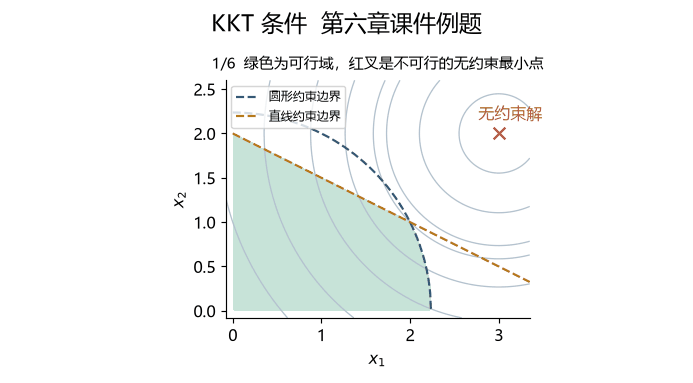 KKT 条件 第六章课件例题
1/6 绿色为可行域，红叉是不可行的无约束最小点
圆形约束边界
直线约束边界
无约束解
2.5
2.0
1.5
1.0
0.5
0.0
x₂
0 1 2 3
x₁